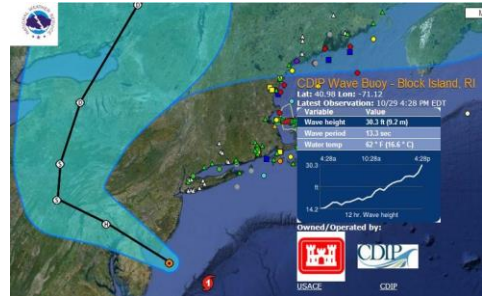 CDIP Wave Buoy - Block Island, RI
Lat: 40.98 Lon: -71.12
Latest Observation: 10/29 4:28 PM EDT
Variable Value
Wave height 30.3 ft (9.2 m)
Wave period 13.3 sec
Water temp 62 ° F (16.6 ° C)
4:28a 10:28a 4:28p
30.3
ft
14.2
12 hr. Wave height
Owned/Operated by:
CDIP
USACE CDIP
D
D
S
S
H
1